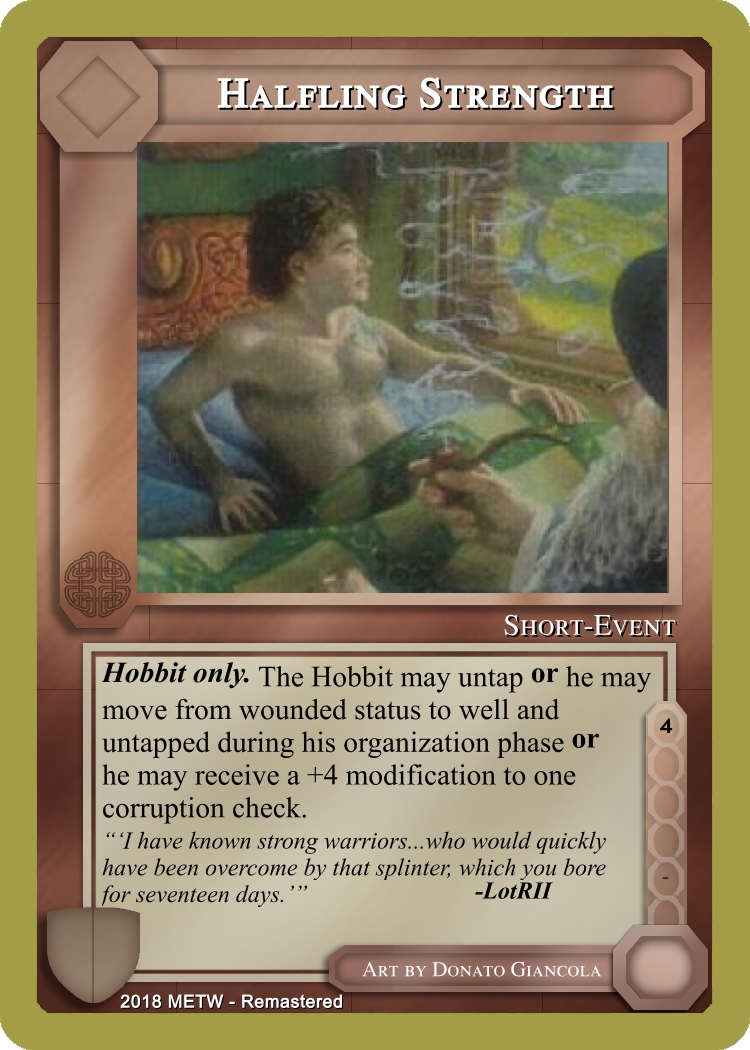 Halfling Strength
Short-Event
Hobbit only. The Hobbit may untap or he may
move from wounded status to well and
untapped during his organization phase or
he may receive a +4 modification to one
corruption check.
“‘I have known strong warriors...who would quickly
have been overcome by that splinter, which you bore
for seventeen days.’” -LotRII
4
-
Art by Donato Giancola
2018 METW - Remastered